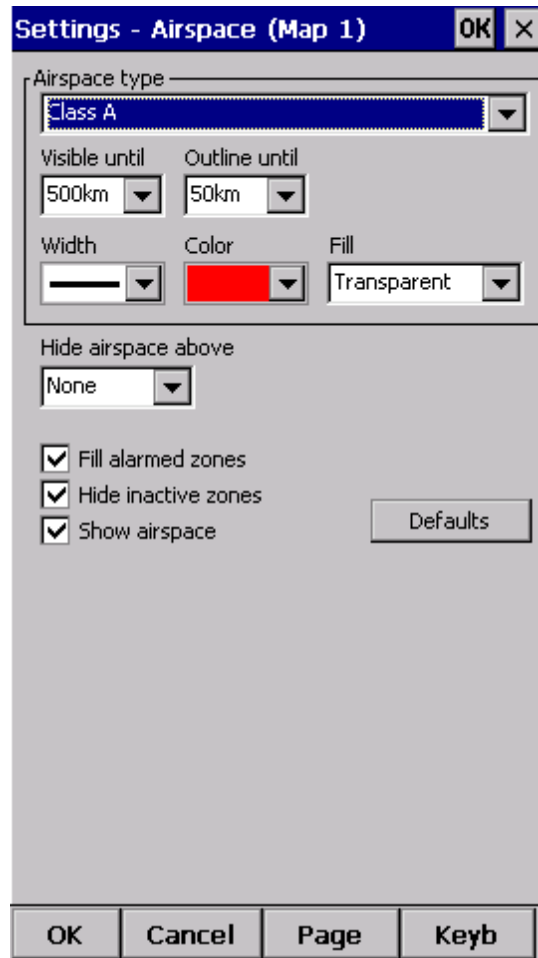 Settings - Airspace (Map 1) OK ×
Airspace type
Class A
Visible until Outline until
500km 50km
Width Color Fill
Transparent
Hide airspace above
None
Fill alarmed zones
Hide inactive zones
Show airspace
Defaults
OK Cancel Page Keyb